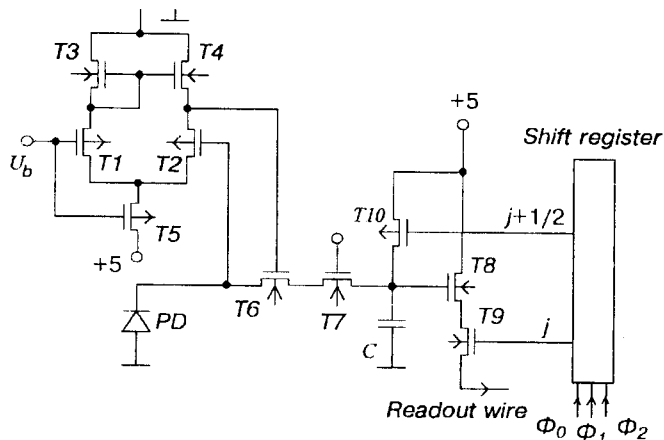 T3
T4
+5
Shift register
U_b
T1
T2
T10
j+1/2
T5
+5
T8
PD
T6
T7
T9
j
C
Readout wire
Φ₀ Φ₁ Φ₂